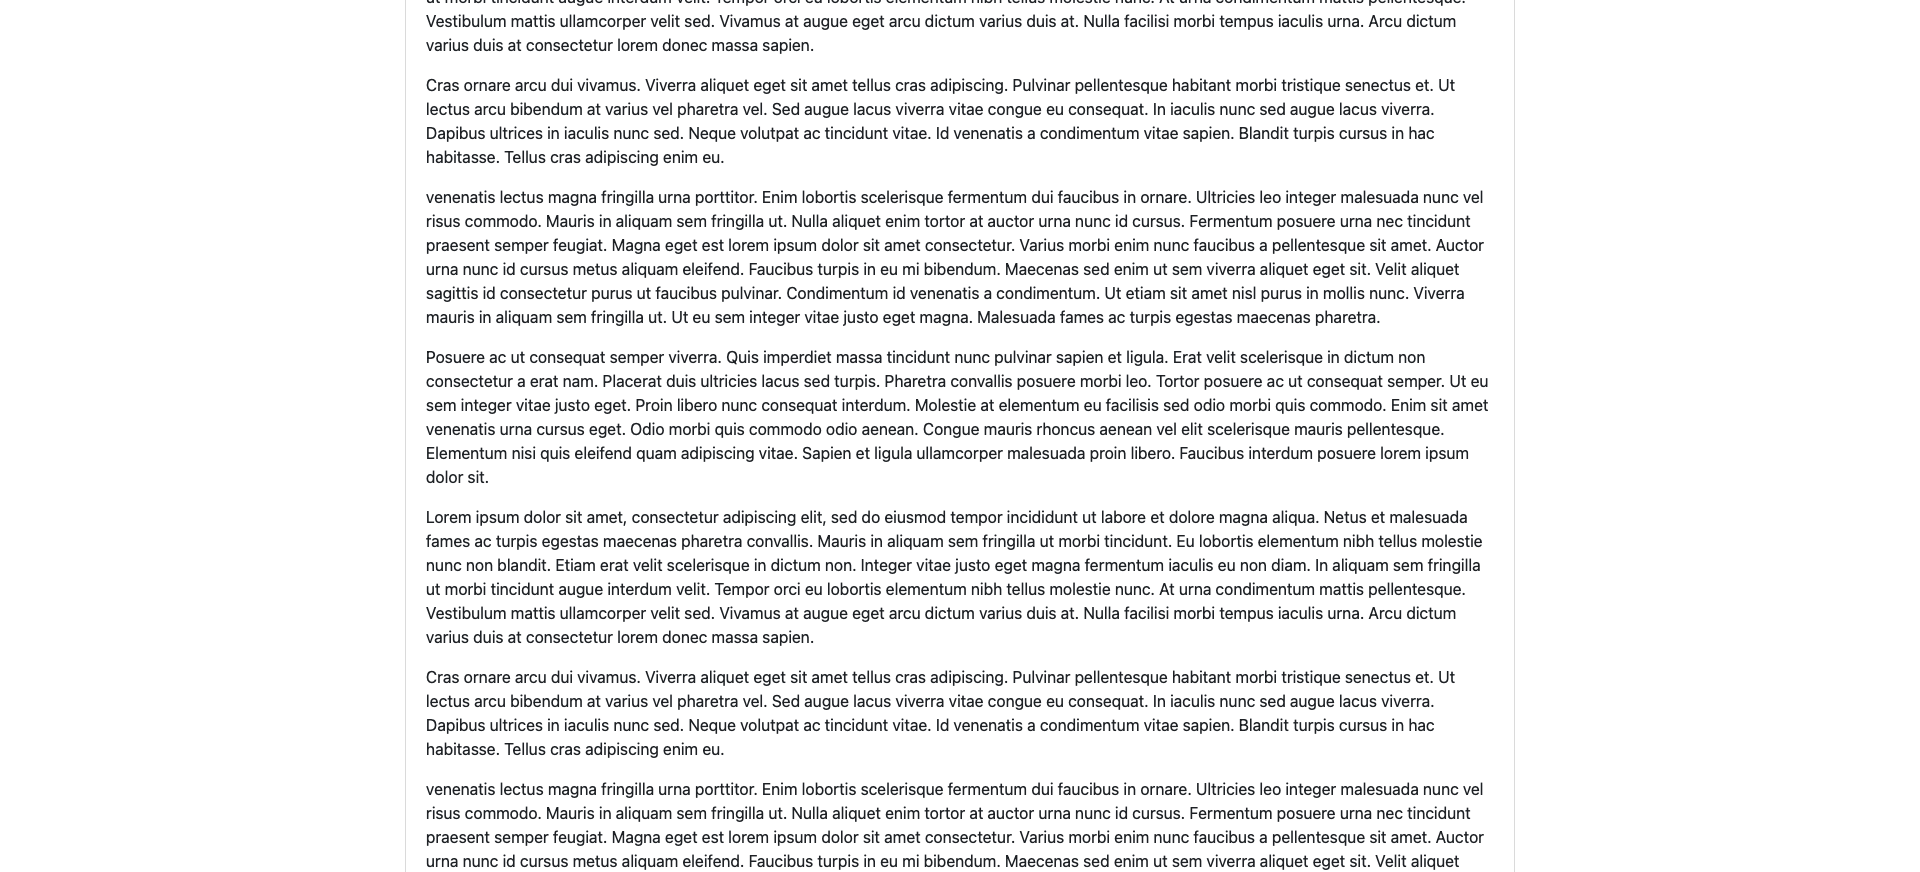 at morbi tincidunt augue interdum velit. Tempor orci eu lobortis elementum nibh tellus molestie nunc. At urna condimentum mattis pellentesque.
Vestibulum mattis ullamcorper velit sed. Vivamus at augue eget arcu dictum varius duis at. Nulla facilisi morbi tempus iaculis urna. Arcu dictum
varius duis at consectetur lorem donec massa sapien.
Cras ornare arcu dui vivamus. Viverra aliquet eget sit amet tellus cras adipiscing. Pulvinar pellentesque habitant morbi tristique senectus et. Ut
lectus arcu bibendum at varius vel pharetra vel. Sed augue lacus viverra vitae congue eu consequat. In iaculis nunc sed augue lacus viverra.
Dapibus ultrices in iaculis nunc sed. Neque volutpat ac tincidunt vitae. Id venenatis a condimentum vitae sapien. Blandit turpis cursus in hac
habitasse. Tellus cras adipiscing enim eu.
venenatis lectus magna fringilla urna porttitor. Enim lobortis scelerisque fermentum dui faucibus in ornare. Ultricies leo integer malesuada nunc vel
risus commodo. Mauris in aliquam sem fringilla ut. Nulla aliquet enim tortor at auctor urna nunc id cursus. Fermentum posuere urna nec tincidunt
praesent semper feugiat. Magna eget est lorem ipsum dolor sit amet consectetur. Varius morbi enim nunc faucibus a pellentesque sit amet. Auctor
urna nunc id cursus metus aliquam eleifend. Faucibus turpis in eu mi bibendum. Maecenas sed enim ut sem viverra aliquet eget sit. Velit aliquet
sagittis id consectetur purus ut faucibus pulvinar. Condimentum id venenatis a condimentum. Ut etiam sit amet nisl purus in mollis nunc. Viverra
mauris in aliquam sem fringilla ut. Ut eu sem integer vitae justo eget magna. Malesuada fames ac turpis egestas maecenas pharetra.
Posuere ac ut consequat semper viverra. Quis imperdiet massa tincidunt nunc pulvinar sapien et ligula. Erat velit scelerisque in dictum non
consectetur a erat nam. Placerat duis ultricies lacus sed turpis. Pharetra convallis posuere morbi leo. Tortor posuere ac ut consequat semper. Ut eu
sem integer vitae justo eget. Proin libero nunc consequat interdum. Molestie at elementum eu facilisis sed odio morbi quis commodo. Enim sit amet
venenatis urna cursus eget. Odio morbi quis commodo odio aenean. Congue mauris rhoncus aenean vel elit scelerisque mauris pellentesque.
Elementum nisi quis eleifend quam adipiscing vitae. Sapien et ligula ullamcorper malesuada proin libero. Faucibus interdum posuere lorem ipsum
dolor sit.
Lorem ipsum dolor sit amet, consectetur adipiscing elit, sed do eiusmod tempor incididunt ut labore et dolore magna aliqua. Netus et malesuada
fames ac turpis egestas maecenas pharetra convallis. Mauris in aliquam sem fringilla ut morbi tincidunt. Eu lobortis elementum nibh tellus molestie
nunc non blandit. Etiam erat velit scelerisque in dictum non. Integer vitae justo eget magna fermentum iaculis eu non diam. In aliquam sem fringilla
ut morbi tincidunt augue interdum velit. Tempor orci eu lobortis elementum nibh tellus molestie nunc. At urna condimentum mattis pellentesque.
Vestibulum mattis ullamcorper velit sed. Vivamus at augue eget arcu dictum varius duis at. Nulla facilisi morbi tempus iaculis urna. Arcu dictum
varius duis at consectetur lorem donec massa sapien.
Cras ornare arcu dui vivamus. Viverra aliquet eget sit amet tellus cras adipiscing. Pulvinar pellentesque habitant morbi tristique senectus et. Ut
lectus arcu bibendum at varius vel pharetra vel. Sed augue lacus viverra vitae congue eu consequat. In iaculis nunc sed augue lacus viverra.
Dapibus ultrices in iaculis nunc sed. Neque volutpat ac tincidunt vitae. Id venenatis a condimentum vitae sapien. Blandit turpis cursus in hac
habitasse. Tellus cras adipiscing enim eu.
venenatis lectus magna fringilla urna porttitor. Enim lobortis scelerisque fermentum dui faucibus in ornare. Ultricies leo integer malesuada nunc vel
risus commodo. Mauris in aliquam sem fringilla ut. Nulla aliquet enim tortor at auctor urna nunc id cursus. Fermentum posuere urna nec tincidunt
praesent semper feugiat. Magna eget est lorem ipsum dolor sit amet consectetur. Varius morbi enim nunc faucibus a pellentesque sit amet. Auctor
urna nunc id cursus metus aliquam eleifend. Faucibus turpis in eu mi bibendum. Maecenas sed enim ut sem viverra aliquet eget sit. Velit aliquet